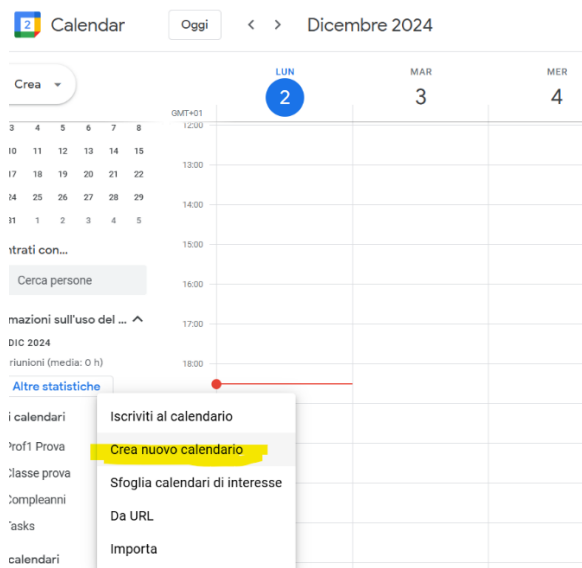 2 Calendar Oggi Dicembre 2024
Crea
LUN MAR MER
2 3 4
GMT+01
3 4 5 6 7 8
12:00
10 11 12 13 14 15
13:00
17 18 19 20 21 22
24 25 26 27 28 29
14:00
31 1 2 3 4 5
15:00
ntrati con...
Cerca persone
16:00
mazioni sull'uso del ...
17:00
DIC 2024
riunioni (media: 0 h)
18:00
Altre statistiche
i calendari
Prof1 Prova
Classe prova
Compleanni
Tasks
calendari
Iscriviti al calendario
Crea nuovo calendario
Sfoglia calendari di interesse
Da URL
Importa